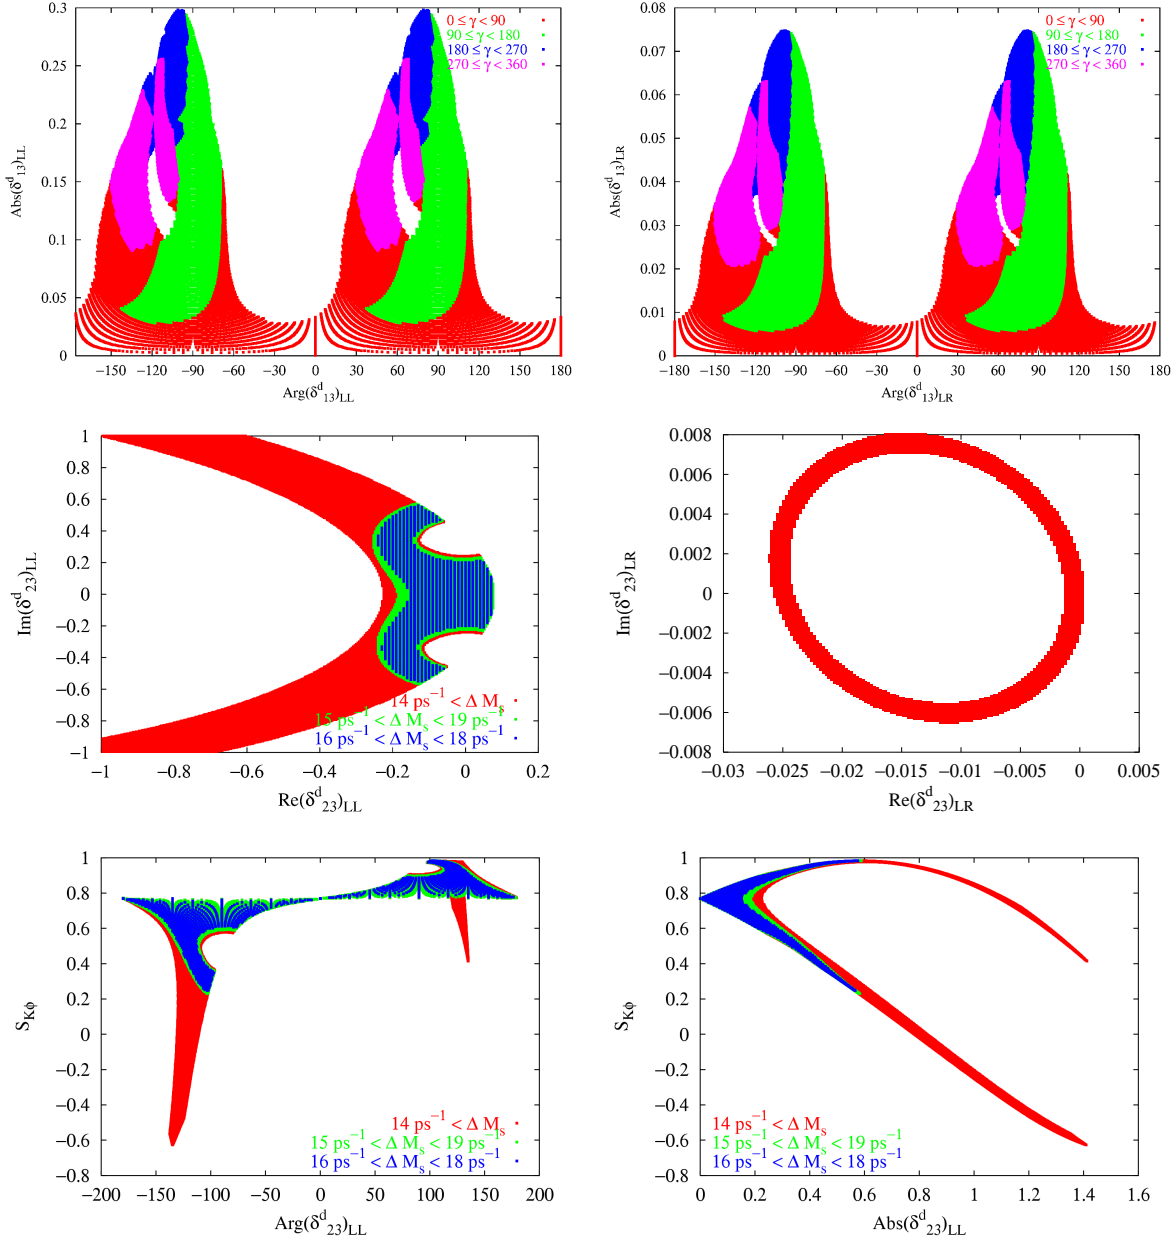 0.3
0.25
0.2
0.15
0.1
0.05
0
Abs(δ^d_13)_LL
0 ≤ γ < 90
90 ≤ γ < 180
180 ≤ γ < 270
270 ≤ γ < 360
−150 −120 −90 −60 −30 0 30 60 90 120 150 180
Arg(δ^d_13)_LL
0.08
0.07
0.06
0.05
0.04
0.03
0.02
0.01
0
Abs(δ^d_13)_LR
0 ≤ γ < 90
90 ≤ γ < 180
180 ≤ γ < 270
270 ≤ γ < 360
−180 −150 −120 −90 −60 −30 0 30 60 90 120 150 180
Arg(δ^d_13)_LR
1
0.8
0.6
0.4
0.2
0
−0.2
−0.4
−0.6
−0.8
−1
Im(δ^d_23)_LL
14 ps^−1 < Δ M_s
15 ps^−1 < Δ M_s < 19 ps^−1
16 ps^−1 < Δ M_s < 18 ps^−1
−1 −0.8 −0.6 −0.4 −0.2 0 0.2
Re(δ^d_23)_LL
0.008
0.006
0.004
0.002
0
−0.002
−0.004
−0.006
−0.008
Im(δ^d_23)_LR
−0.03 −0.025 −0.02 −0.015 −0.01 −0.005 0 0.005
Re(δ^d_23)_LR
1
0.8
0.6
0.4
0.2
0
−0.2
−0.4
−0.6
−0.8
S_Kφ
14 ps^−1 < Δ M_s
15 ps^−1 < Δ M_s < 19 ps^−1
16 ps^−1 < Δ M_s < 18 ps^−1
−200 −150 −100 −50 0 50 100 150 200
Arg(δ^d_23)_LL
1
0.8
0.6
0.4
0.2
0
−0.2
−0.4
−0.6
−0.8
S_Kφ
14 ps^−1 < Δ M_s
15 ps^−1 < Δ M_s < 19 ps^−1
16 ps^−1 < Δ M_s < 18 ps^−1
0 0.2 0.4 0.6 0.8 1 1.2 1.4 1.6
Abs(δ^d_23)_LL